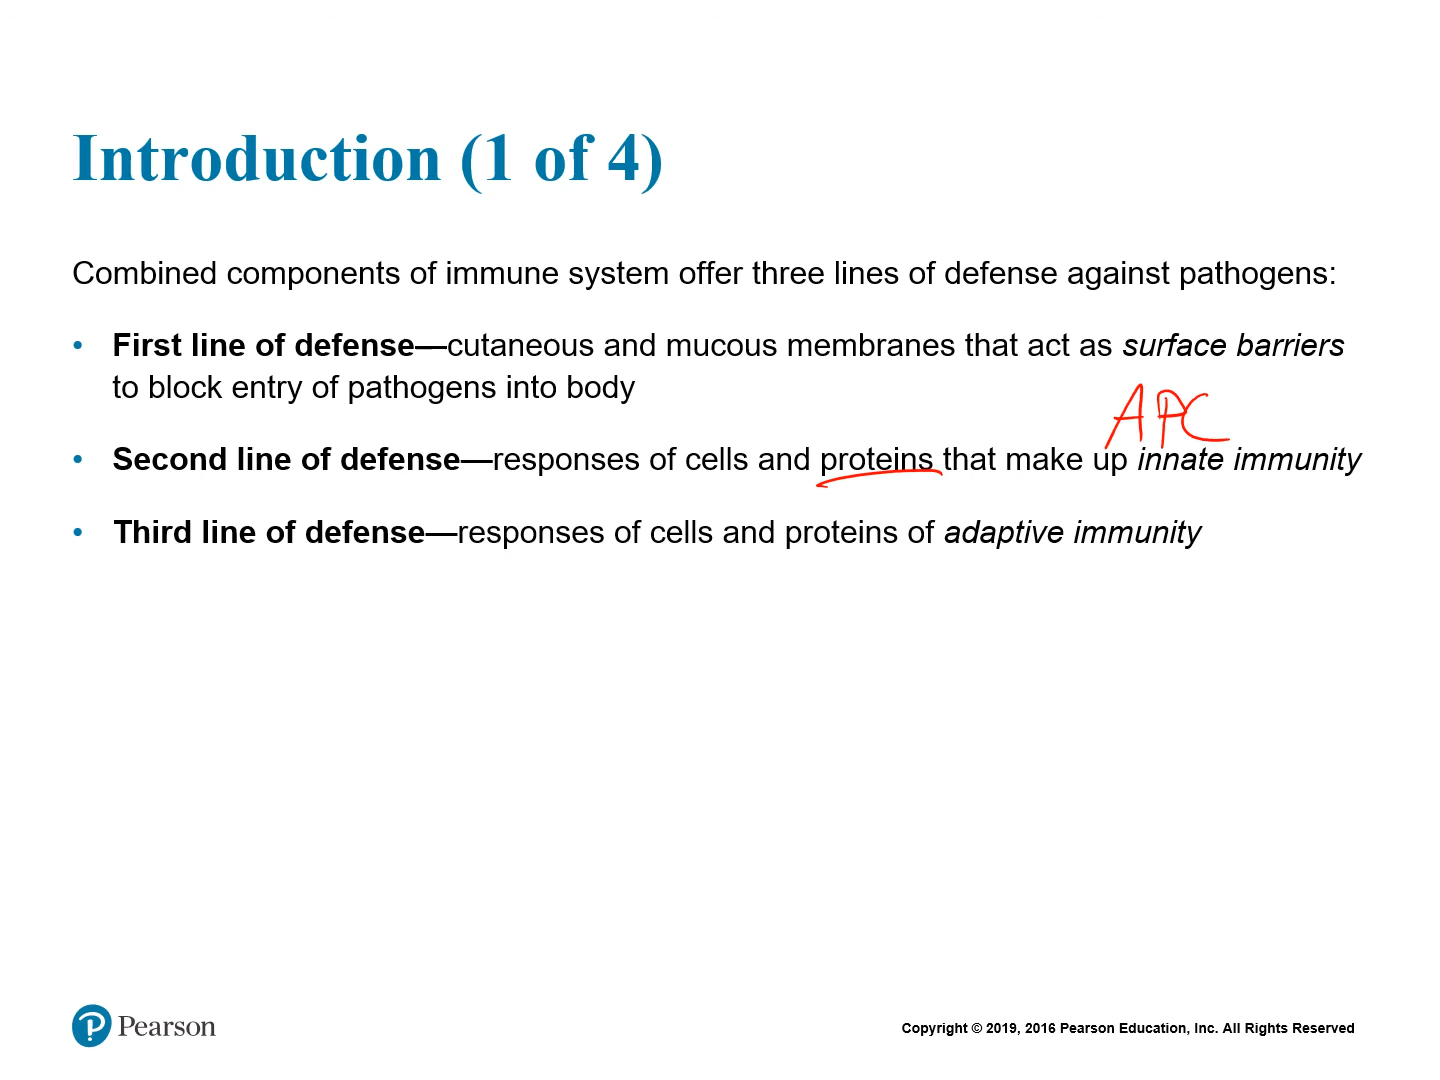 Introduction (1 of 4)
Combined components of immune system offer three lines of defense against pathogens:
• First line of defense—cutaneous and mucous membranes that act as surface barriers
to block entry of pathogens into body
APC
• Second line of defense—responses of cells and proteins that make up innate immunity
• Third line of defense—responses of cells and proteins of adaptive immunity
Pearson
Copyright © 2019, 2016 Pearson Education, Inc. All Rights Reserved